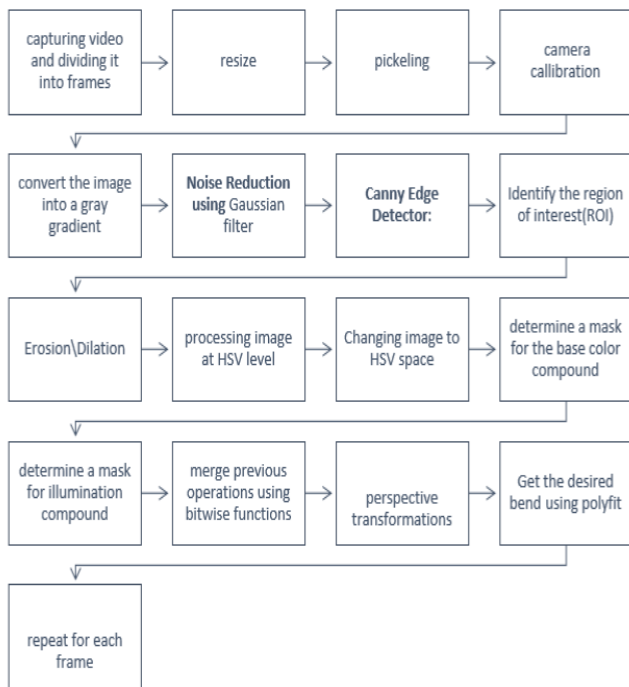 capturing video
and dividing it
into frames
resize
pickeling
camera
callibration
convert the image
into a gray
gradient
Noise Reduction
using Gaussian
filter
Canny Edge
Detector:
Identify the region
of interest(ROI)
Erosion\Dilation
processing image
at HSV level
Changing image to
HSV space
determine a mask
for the base color
compound
determine a mask
for illumination
compound
merge previous
operations using
bitwise functions
perspective
transformations
Get the desired
bend using polyfit
repeat for each
frame